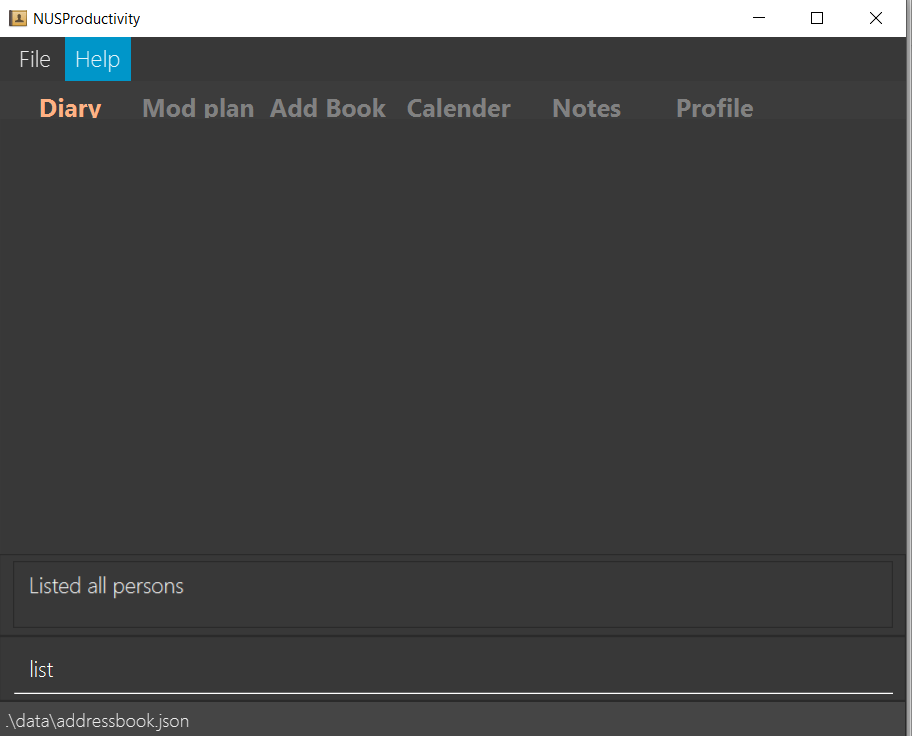 NUSProductivity
File Help
Diary Mod plan Add Book Calender Notes Profile
Listed all persons
list
.\data\addressbook.json